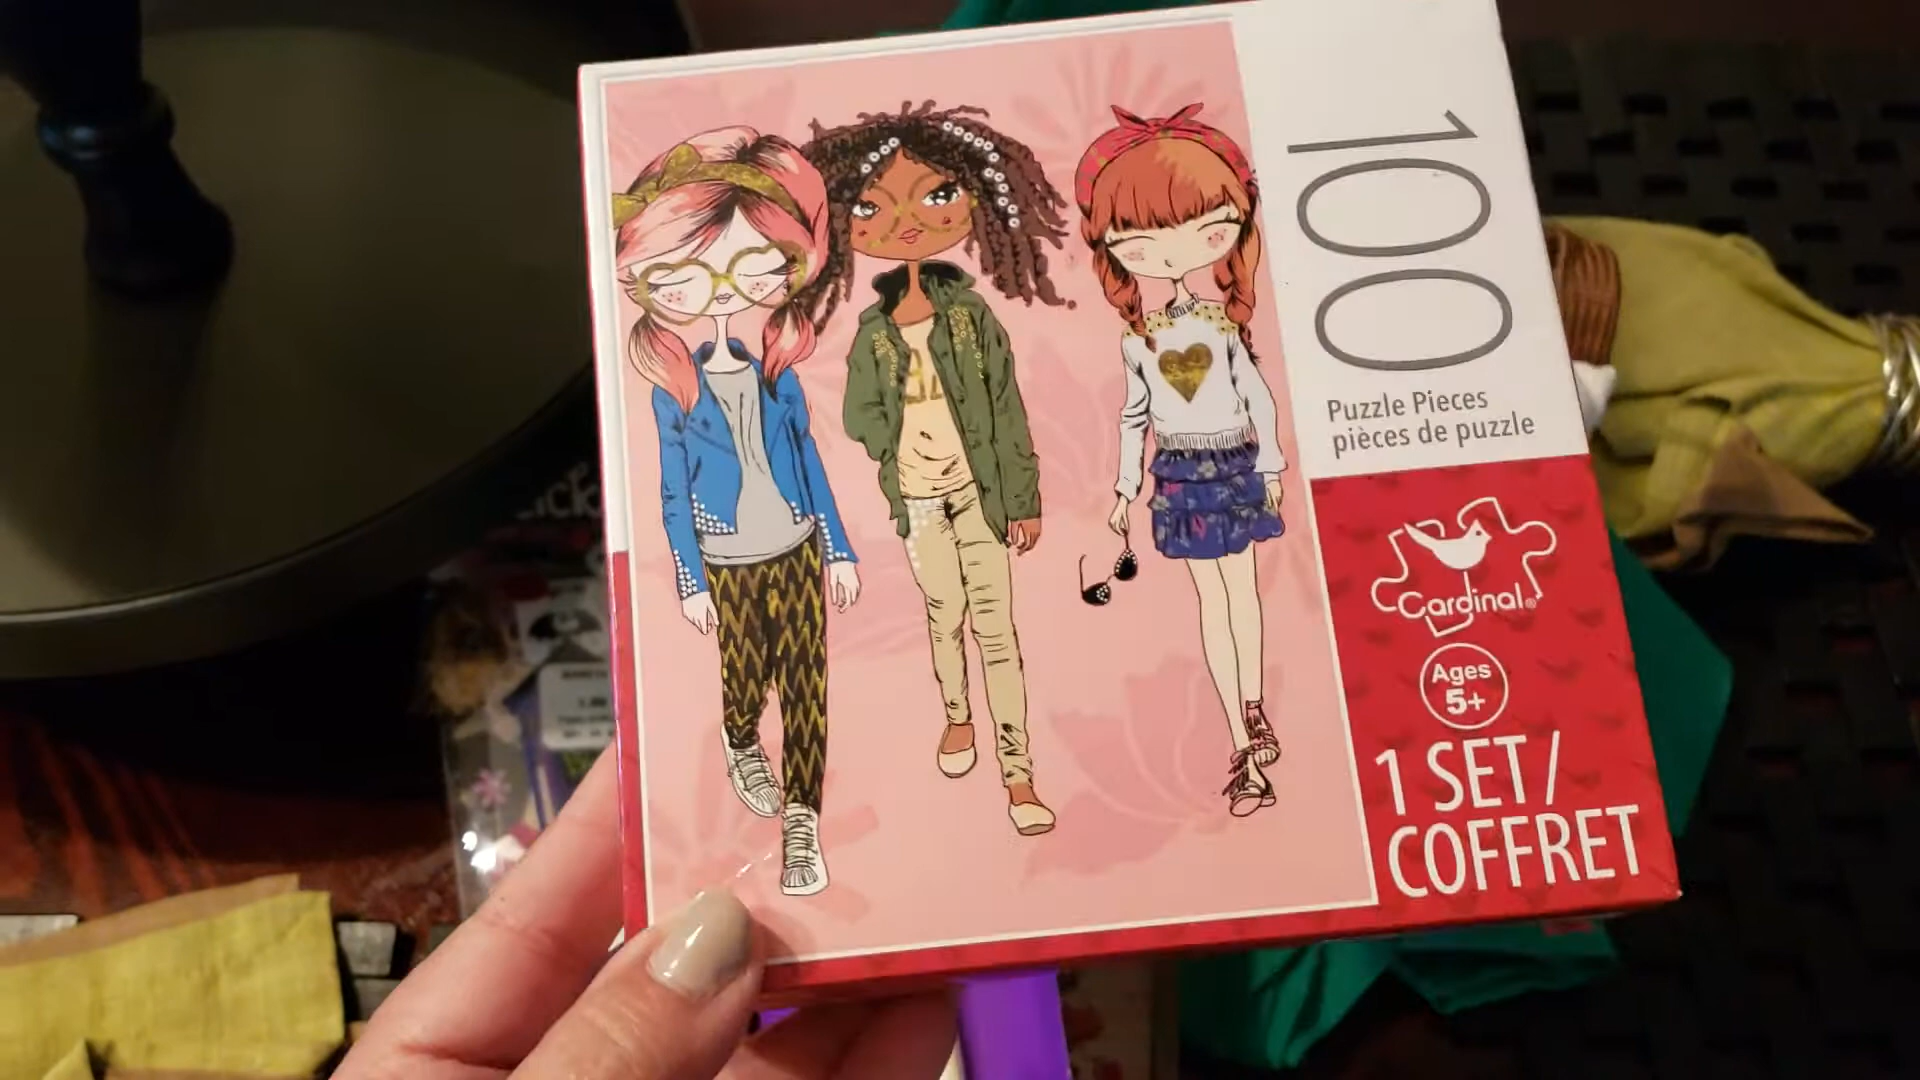 100
Puzzle Pieces
pièces de puzzle
Cardinal®
Ages
5+
1 SET/
COFFRET